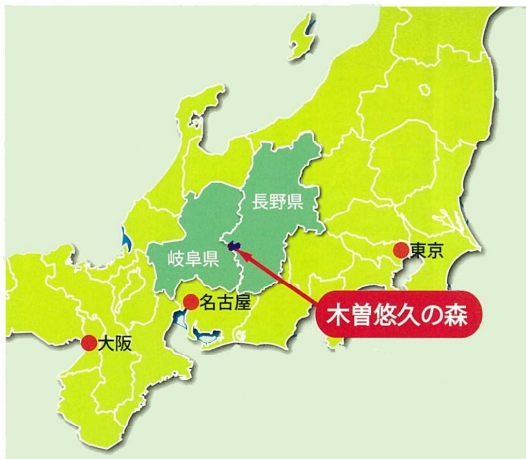 長野県
岐阜県
東京
名古屋
木曽悠久の森
大阪